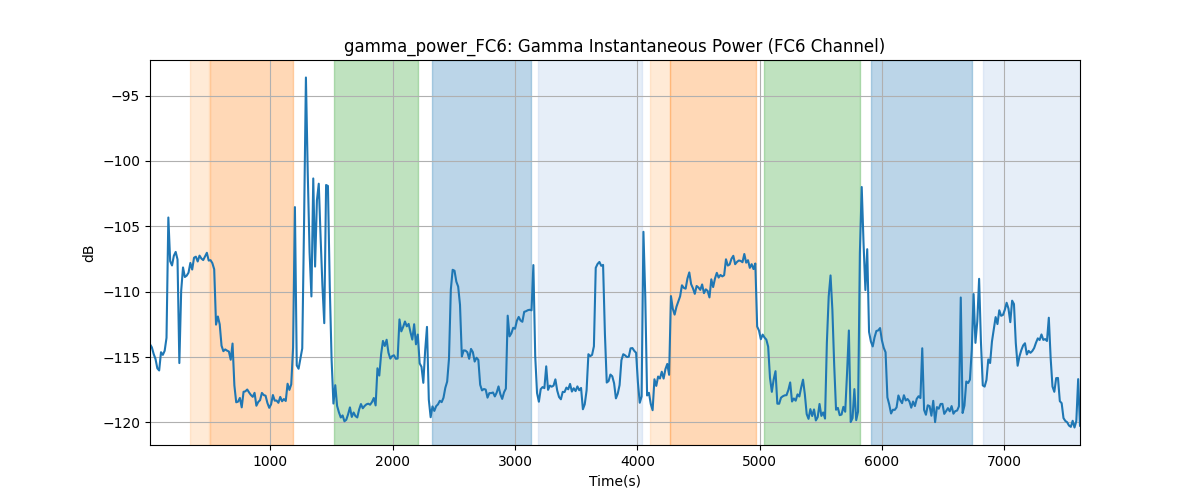 gamma_power_FC6: Gamma Instantaneous Power (FC6 Channel)
dB
−95
−100
−105
−110
−115
−120
1000 2000 3000 4000 5000 6000 7000
Time(s)